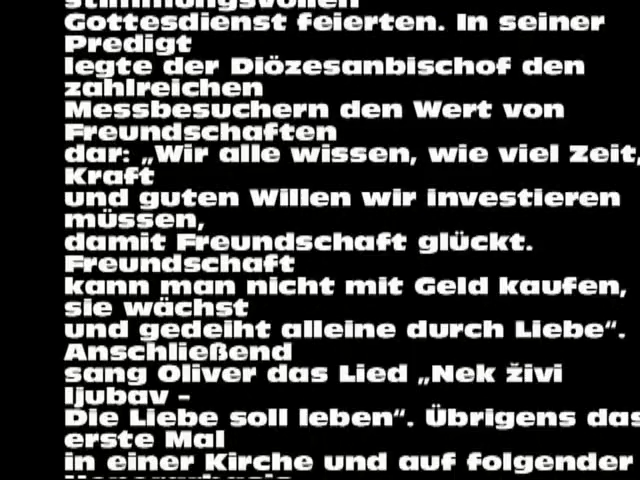 stimmungsvollen
Gottesdienst feierten. In seiner
Predigt
legte der Diözesanbischof den
zahlreichen
Messbesuchern den Wert von
Freundschaften
dar: „Wir alle wissen, wie viel Zeit,
Kraft
und guten Willen wir investieren
müssen,
damit Freundschaft glückt.
Freundschaft
kann man nicht mit Geld kaufen,
sie wächst
und gedeiht alleine durch Liebe“.
Anschließend
sang Oliver das Lied „Nek živi
ljubav –
Die Liebe soll leben“. Übrigens das
erste Mal
in einer Kirche und auf folgender